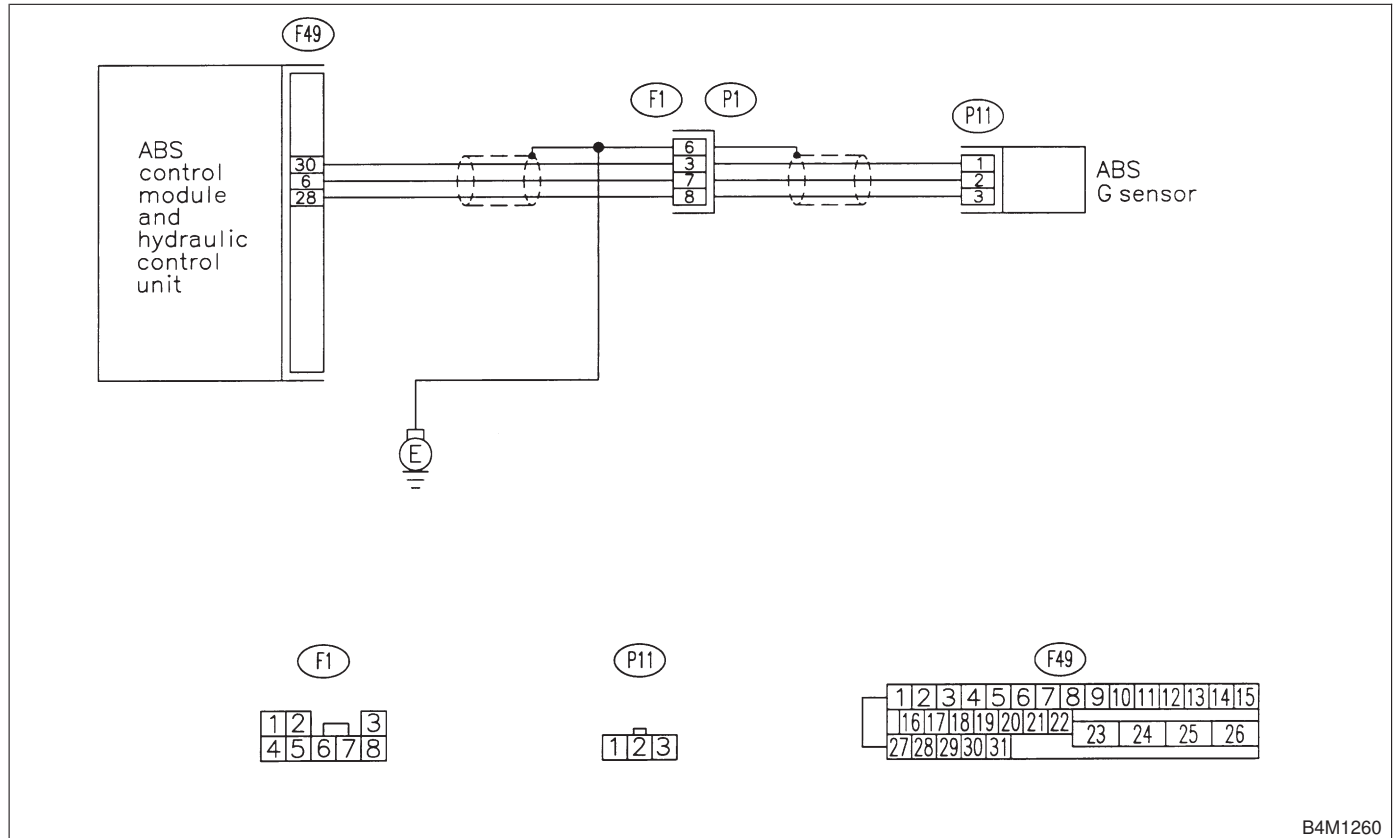 F49
F1 P1
P11
ABS
control
module
and
hydraulic
control
unit
30
6
28
6
3
7
8
1
2
3
ABS
G sensor
E
F1
1 2 3
4 5 6 7 8
P11
1 2 3
F49
1 2 3 4 5 6 7 8 9 10 11 12 13 14 15
16 17 18 19 20 21 22
23 24 25 26
27 28 29 30 31
B4M1260